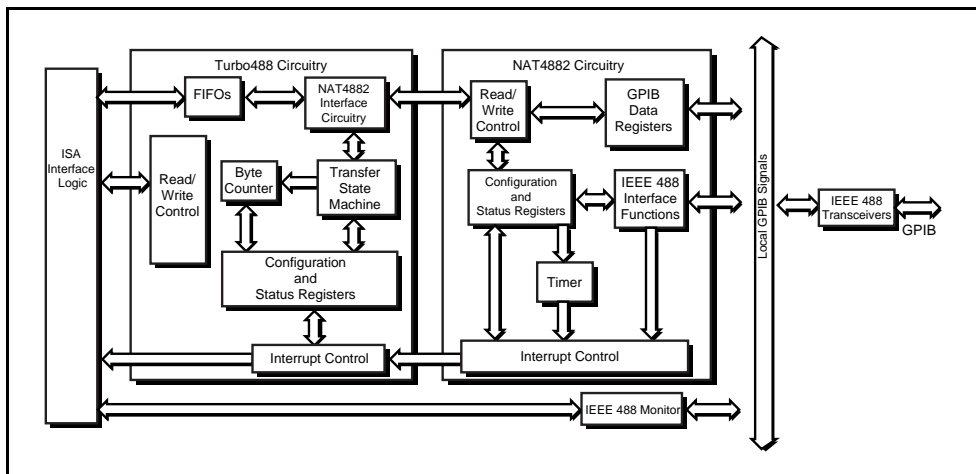 Turbo488 Circuitry
NAT4882 Circuitry
FIFOs
NAT4882
Interface
Circuitry
Read/
Write
Control
GPIB
Data
Registers
ISA
Interface
Logic
Read/
Write
Control
Byte
Counter
Transfer
State
Machine
Configuration
and
Status Registers
IEEE 488
Interface
Functions
Local GPIB Signals
IEEE 488
Transceivers
GPIB
Configuration
and
Status Registers
Timer
Interrupt Control
Interrupt Control
IEEE 488 Monitor